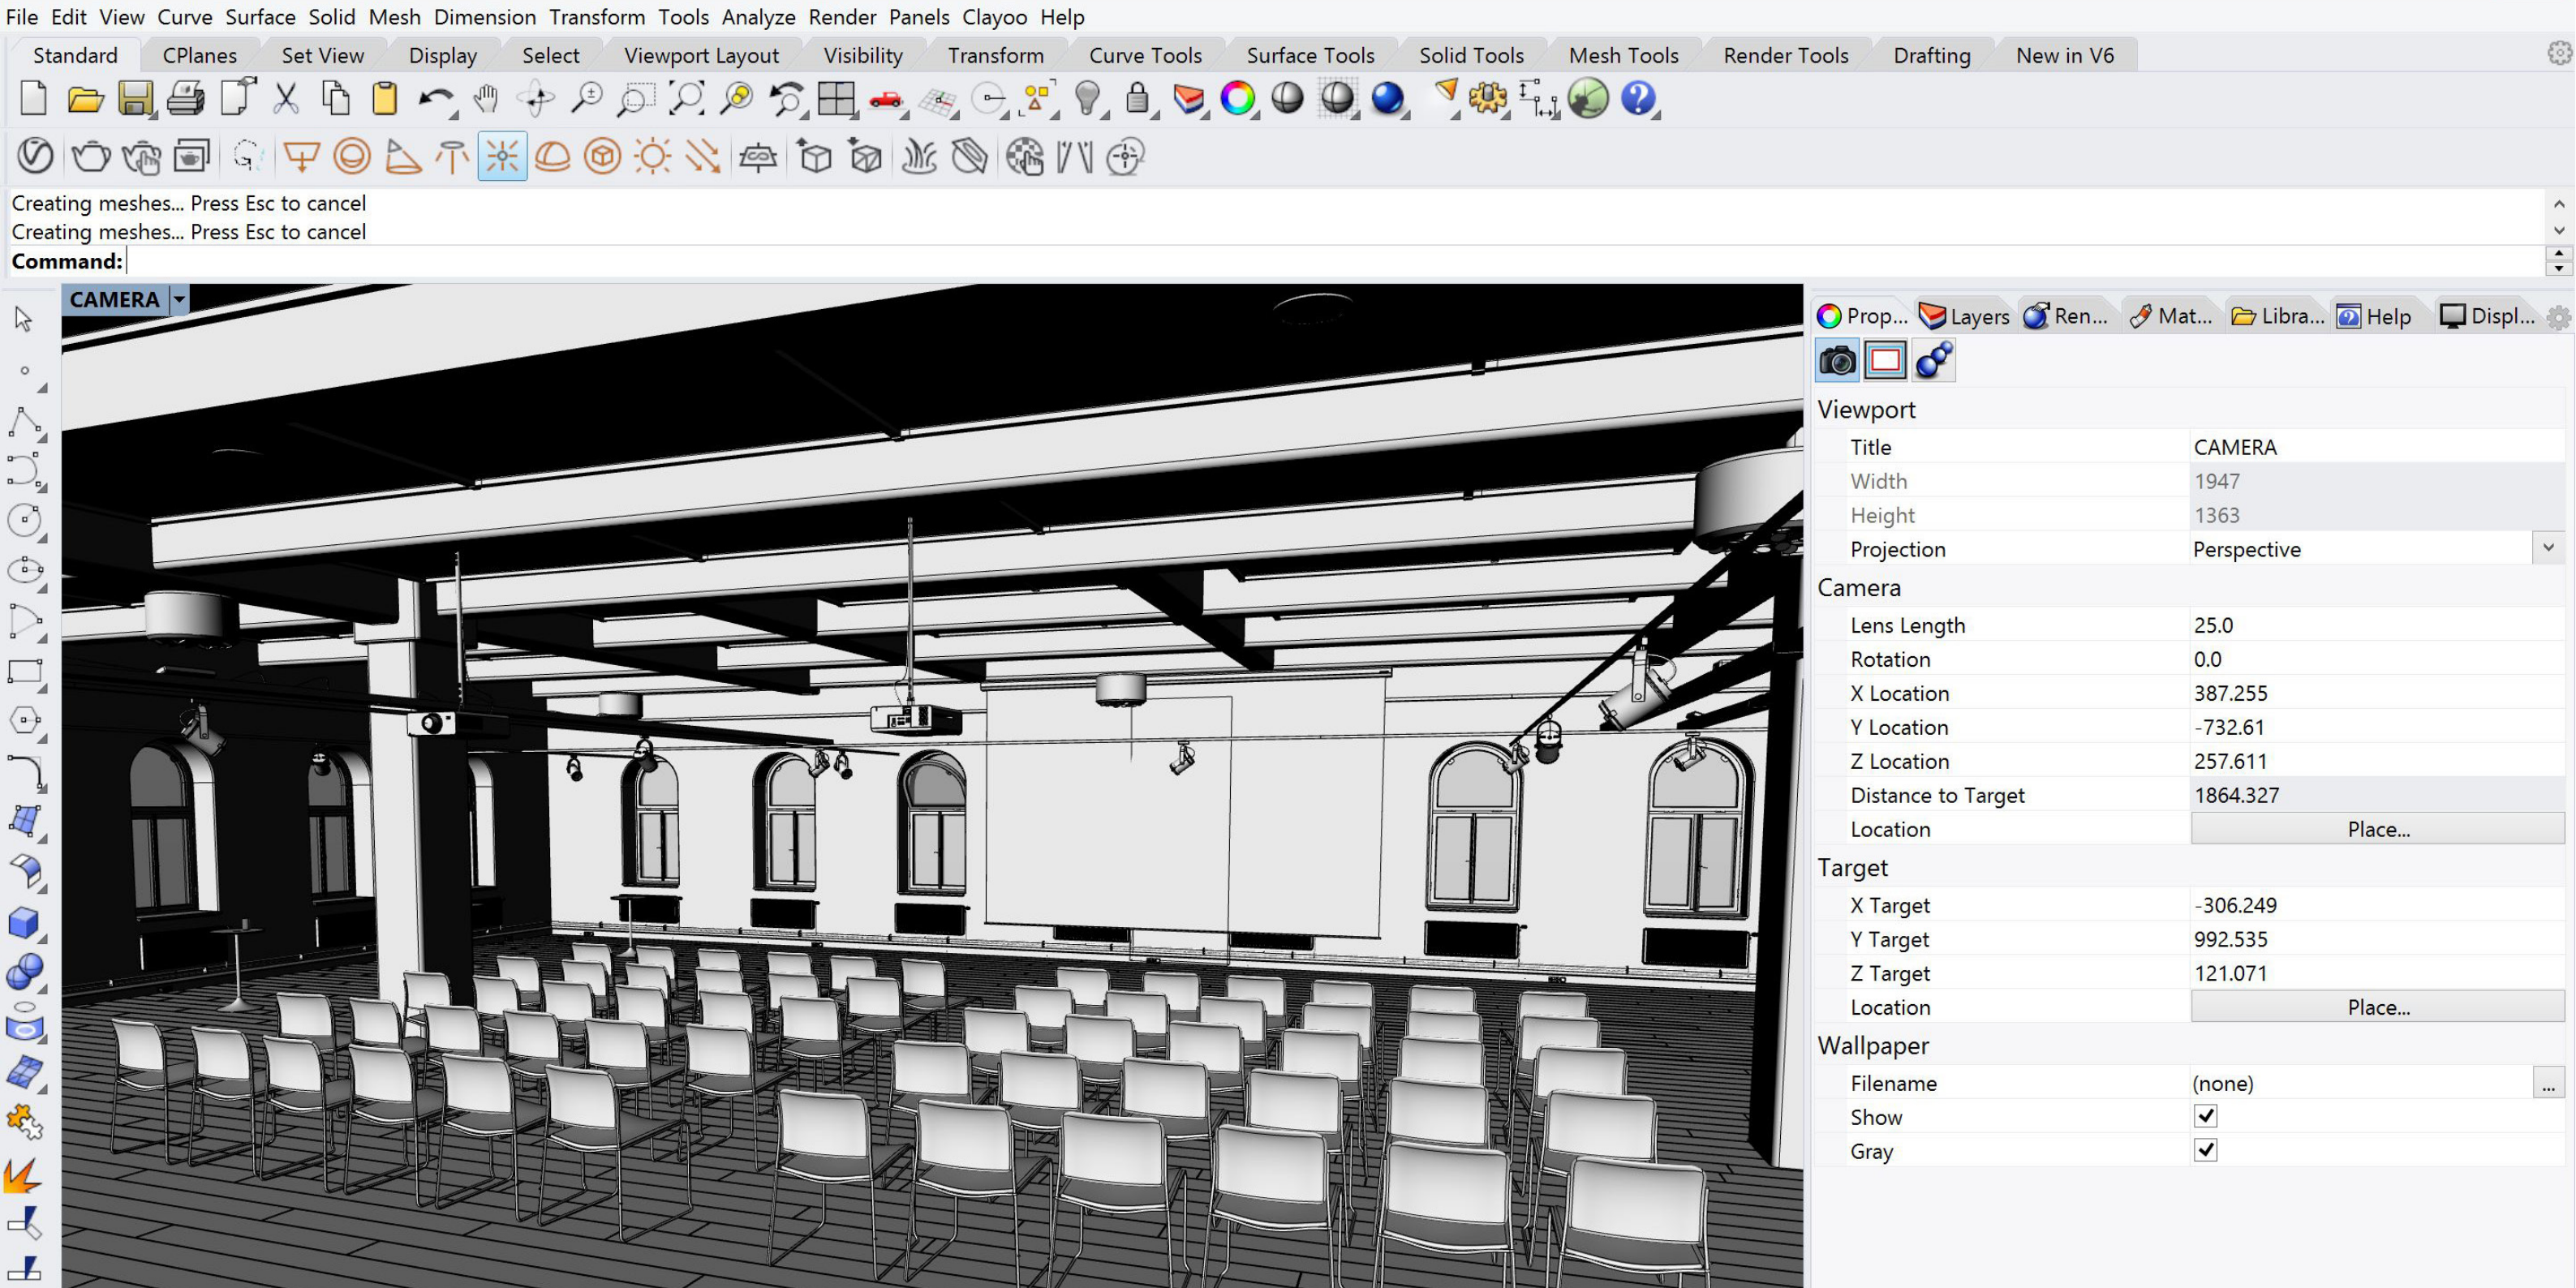 File Edit View Curve Surface Solid Mesh Dimension Transform Tools Analyze Render Panels Clayoo Help
Standard CPlanes Set View Display Select Viewport Layout Visibility Transform Curve Tools Surface Tools Solid Tools Mesh Tools Render Tools Drafting New in V6
Creating meshes... Press Esc to cancel
Creating meshes... Press Esc to cancel
Command:
CAMERA
Prop... Layers Ren... Mat... Libra... Help Displ...
Viewport
Title CAMERA
Width 1947
Height 1363
Projection Perspective
Camera
Lens Length 25.0
Rotation 0.0
X Location 387.255
Y Location -732.61
Z Location 257.611
Distance to Target 1864.327
Location Place...
Target
X Target -306.249
Y Target 992.535
Z Target 121.071
Location Place...
Wallpaper
Filename (none) ...
Show
Gray